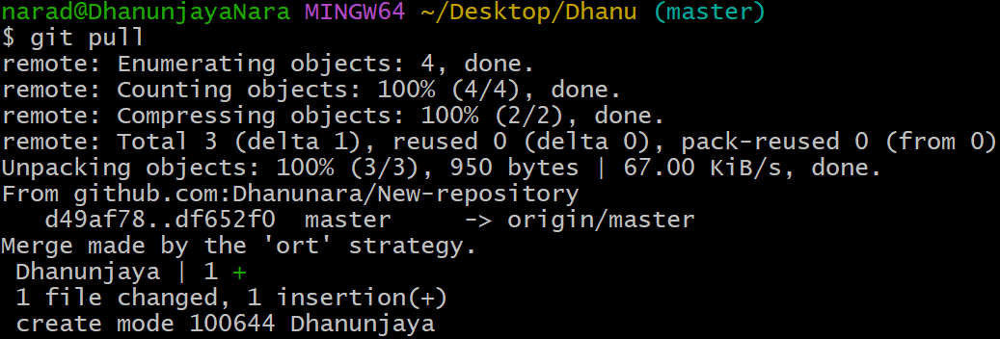 narad@DhanunjayaNara MINGW64 ~/Desktop/Dhanu (master)
$ git pull
remote: Enumerating objects: 4, done.
remote: Counting objects: 100% (4/4), done.
remote: Compressing objects: 100% (2/2), done.
remote: Total 3 (delta 1), reused 0 (delta 0), pack-reused 0 (from 0)
Unpacking objects: 100% (3/3), 950 bytes | 67.00 KiB/s, done.
From github.com:Dhanunara/New-repository
   d49af78..df652f0  master     -> origin/master
Merge made by the 'ort' strategy.
 Dhanunjaya | 1 +
 1 file changed, 1 insertion(+)
 create mode 100644 Dhanunjaya